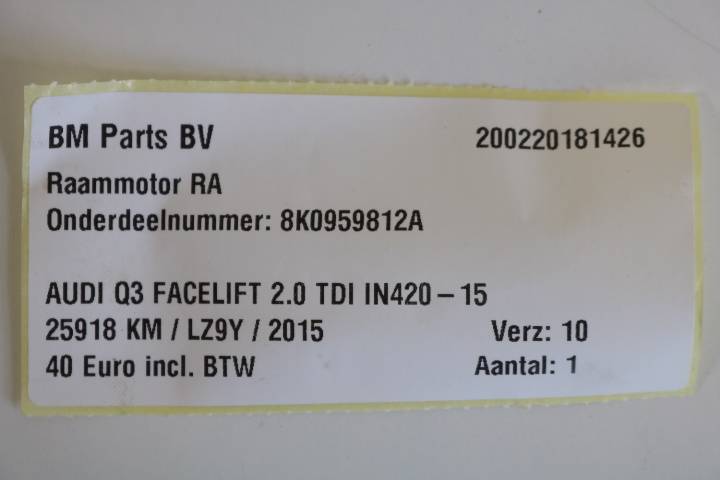 BM Parts BV 200220181426
Raammotor RA
Onderdeelnummer: 8K0959812A
AUDI Q3 FACELIFT 2.0 TDI IN420-15
25918 KM / LZ9Y / 2015 Verz: 10
40 Euro incl. BTW Aantal: 1